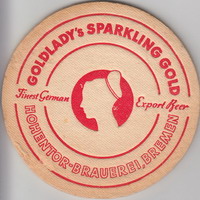 GOLDLADY's SPARKLING GOLD
Finest German
Export Beer
HOHENTOR-BRAUEREI, BREMEN